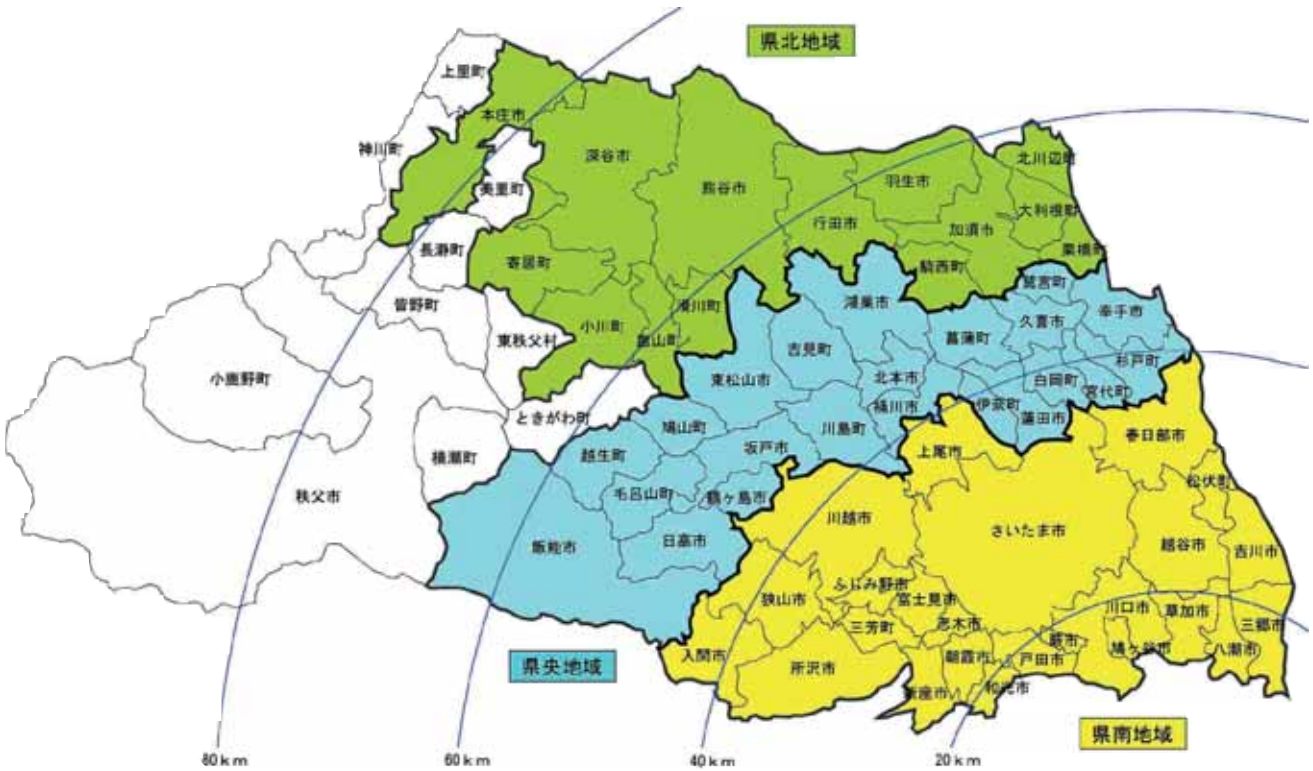 県北地域
上里町
本庄市
神川町
深谷市
美里町
熊谷市
北川辺町
羽生市
大利根町
行田市
加須市
長瀞町
栗橋町
寄居町
騎西町
鷲宮町
皆野町
滑川町
鴻巣市
幸手市
久喜市
小川町
嵐山町
東秩父村
菖蒲町
吉見町
杉戸町
小鹿野町
東松山市
北本市
白岡町
宮代町
桶川市
伊奈町
蓮田市
ときがわ町
鳩山町
川島町
春日部市
横瀬町
越生町
坂戸市
上尾市
松伏町
秩父市
毛呂山町
鶴ヶ島市
川越市
さいたま市
飯能市
日高市
越谷市
吉川市
ふじみ野市
狭山市
富士見市
川口市
草加市
三芳町
志木市
三郷市
蕨市
入間市
所沢市
朝霞市
戸田市
鳩ヶ谷市
八潮市
新座市
和光市
県央地域
県南地域
80km
60km
40km
20km